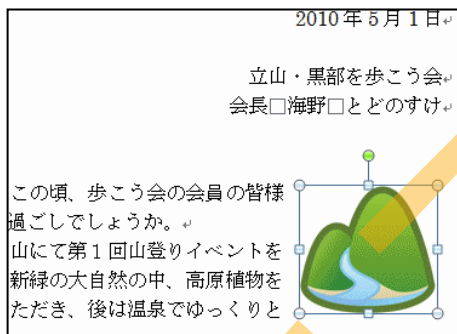 2010年5月1日
立山・黒部を歩こう会
会長□海野□とどのすけ
この頃、歩こう会の会員の皆様
過ごしでしょうか。
山にて第1回山登りイベントを
新緑の大自然の中、高原植物を
ただき、後は温泉でゆっくりと